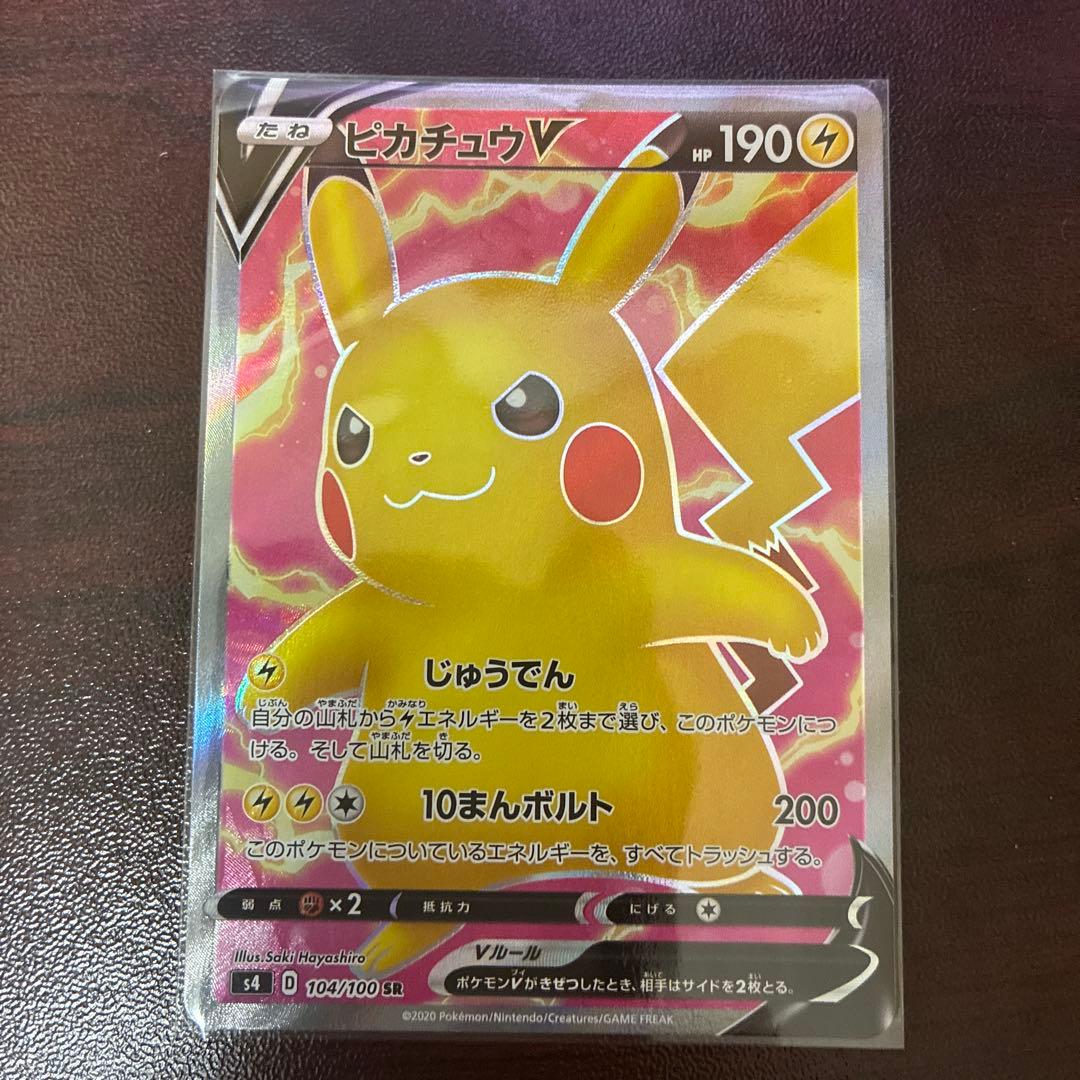 たね ピカチュウV HP 190
じゅうでん
自分の山札からエネルギーを2枚まで選び、このポケモンにつ
ける。そして山札を切る。
10まんボルト 200
このポケモンについているエネルギーを、すべてトラッシュする。
弱点 ×2 抵抗力 にげる
Illus. Saki Hayashiro
Vルール
s4 D 104/100 SR
ポケモンVがきぜつしたとき、相手はサイドを2枚とる。
©2020 Pokémon/Nintendo/Creatures/GAME FREAK